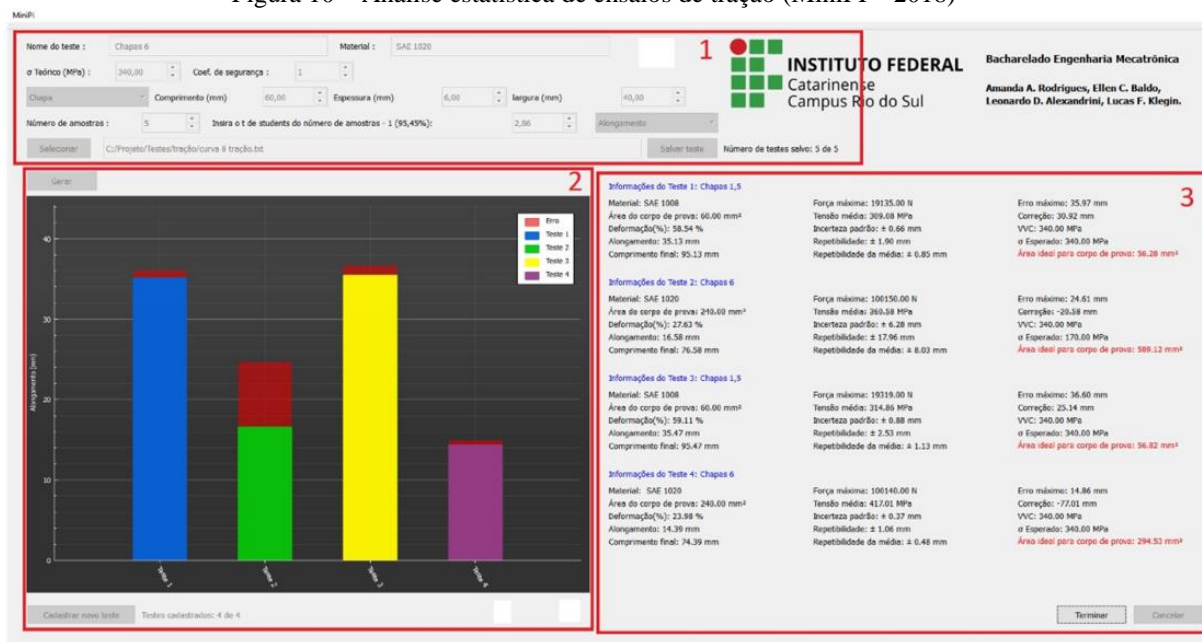 Figura 10 – Análise estatística de ensaios de tração (MiniPI – 2018)
MiniPi
Nome do teste : Chapas 6 Material : SAE 1020
σ Teórico (MPa) : 340,00 Coef. de segurança : 1
Chapa Comprimento (mm) 60,00 Espessura (mm) 6,00 largura (mm) 40,00
Número de amostras : 5 Insira o t de students do número de amostras - 1 (95,45%): 2,86 Alongamento
Selecionar C:/Projeto/Testes/tração/curva 8 tração.txt Salvar teste Número de testes salvo: 5 de 5
1
INSTITUTO FEDERAL
Catarinense
Campus Rio do Sul
Bacharelado Engenharia Mecatrônica
Amanda A. Rodrigues, Ellen C. Baldo,
Leonardo D. Alexandrini, Lucas F. Klegin.
Gerar
2
Erro
Teste 1
Teste 2
Teste 3
Teste 4
Alongamento (mm)
40
30
20
10
0
Teste 1 Teste 2 Teste 3 Teste 4
Cadastrar novo teste Testes cadastrados: 4 de 4
3
Informações do Teste 1: Chapas 1,5
Material: SAE 1008 Força máxima: 19135.00 N Erro máximo: 35.97 mm
Área do corpo de prova: 60.00 mm² Tensão média: 309.08 MPa Correção: 30.92 mm
Deformação(%): 58.54 % Incerteza padrão: ± 0.66 mm VVC: 340.00 MPa
Alongamento: 35.13 mm Repetibilidade: ± 1.90 mm σ Esperado: 340.00 MPa
Comprimento final: 95.13 mm Repetibilidade da média: ± 0.85 mm Área ideal para corpo de prova: 56.28 mm²
Informações do Teste 2: Chapas 6
Material: SAE 1020 Força máxima: 100150.00 N Erro máximo: 24.61 mm
Área do corpo de prova: 240.00 mm² Tensão média: 360.58 MPa Correção: -20.58 mm
Deformação(%): 27.63 % Incerteza padrão: ± 6.28 mm VVC: 340.00 MPa
Alongamento: 16.58 mm Repetibilidade: ± 17.96 mm σ Esperado: 170.00 MPa
Comprimento final: 76.58 mm Repetibilidade da média: ± 8.03 mm Área ideal para corpo de prova: 589.12 mm²
Informações do Teste 3: Chapas 1,5
Material: SAE 1008 Força máxima: 19319.00 N Erro máximo: 36.60 mm
Área do corpo de prova: 60.00 mm² Tensão média: 314.86 MPa Correção: 25.14 mm
Deformação(%): 59.11 % Incerteza padrão: ± 0.88 mm VVC: 340.00 MPa
Alongamento: 35.47 mm Repetibilidade: ± 2.53 mm σ Esperado: 340.00 MPa
Comprimento final: 95.47 mm Repetibilidade da média: ± 1.13 mm Área ideal para corpo de prova: 56.82 mm²
Informações do Teste 4: Chapas 6
Material: SAE 1020 Força máxima: 100140.00 N Erro máximo: 14.86 mm
Área do corpo de prova: 240.00 mm² Tensão média: 417.01 MPa Correção: -77.01 mm
Deformação(%): 23.98 % Incerteza padrão: ± 0.37 mm VVC: 340.00 MPa
Alongamento: 14.39 mm Repetibilidade: ± 1.06 mm σ Esperado: 340.00 MPa
Comprimento final: 74.39 mm Repetibilidade da média: ± 0.48 mm Área ideal para corpo de prova: 294.53 mm²
Terminar Cancelar